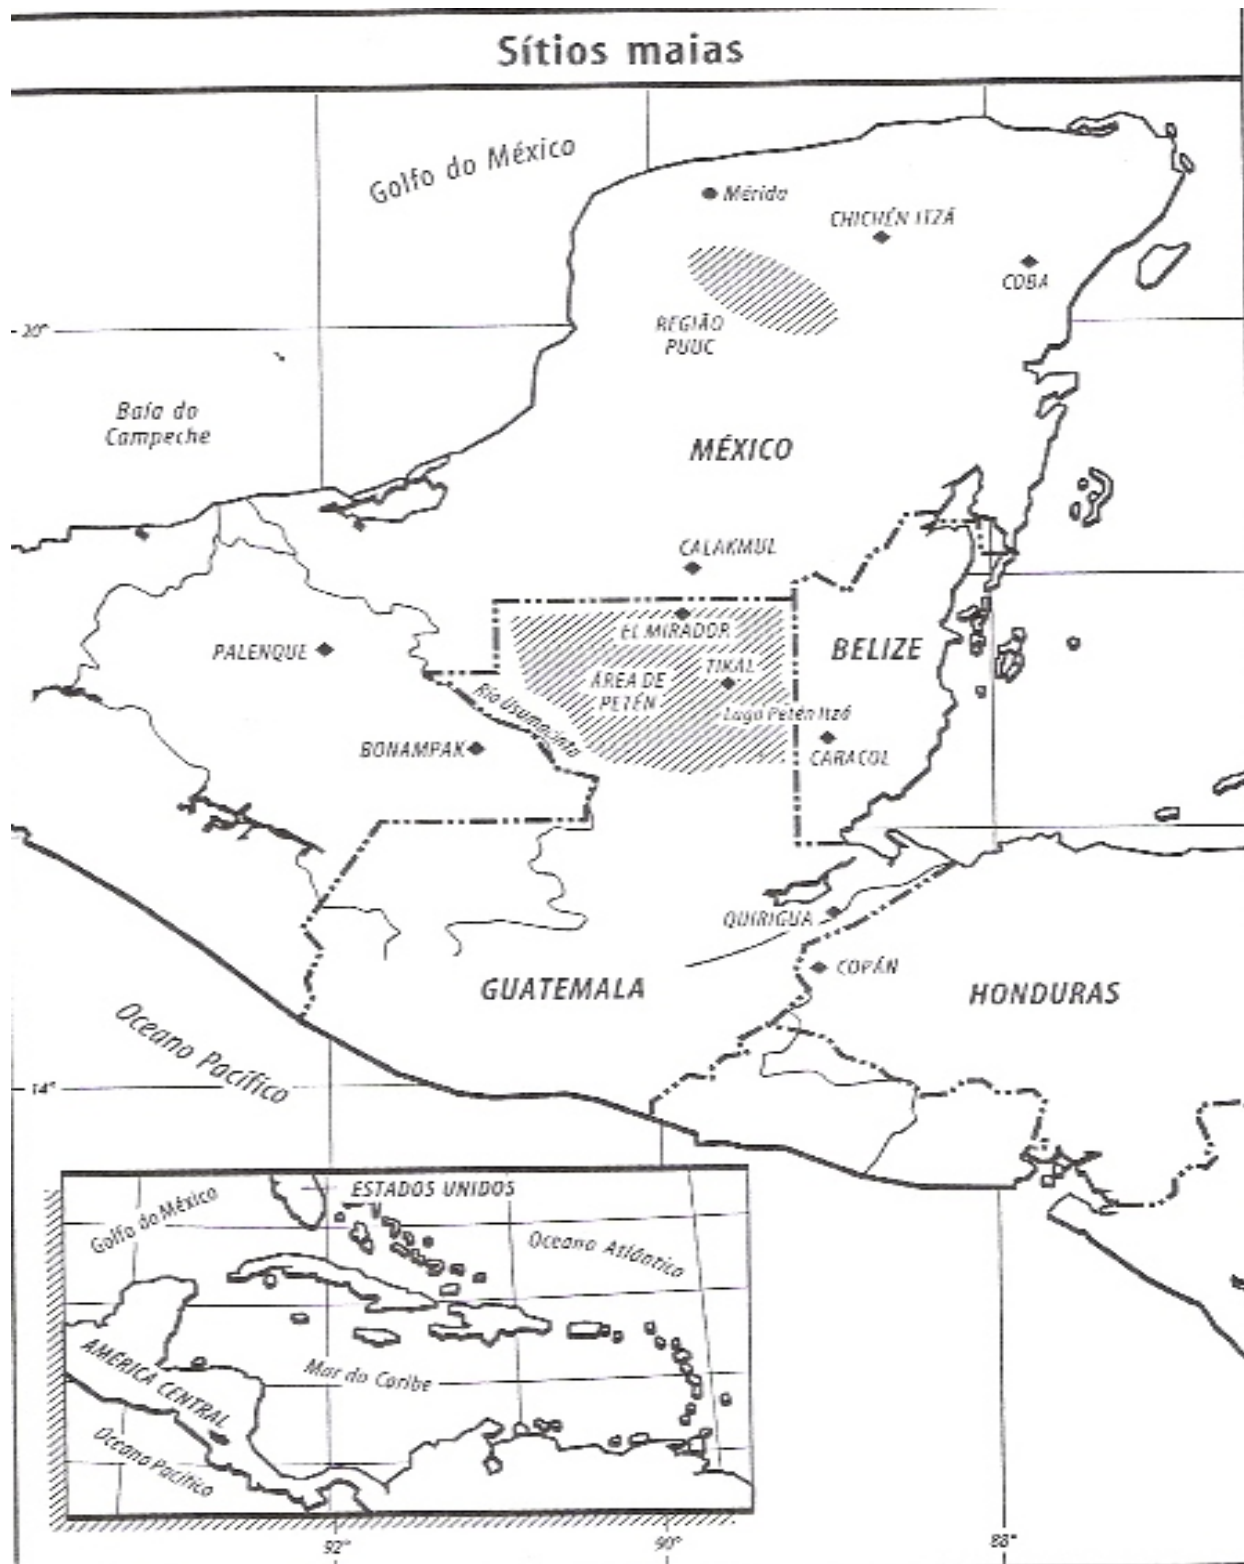 Sítios maias
Golfo do México
Mérida
CHICHÉN ITZÁ
COBA
20°
REGIÃO
PUUC
Baía do
Campeche
MÉXICO
CALAKMUL
EL MIRADOR
PALENQUE
BELIZE
TIKAL
ÁREA DE
PETÉN
Río Usumacinta
Lago Petén Itzá
BONAMPAK
CARACOL
QUIRIGUA
COPÁN
GUATEMALA
HONDURAS
Oceano Pacífico
14°
ESTADOS UNIDOS
Golfo do México
Oceano Atlântico
Mar do Caribe
AMÉRICA CENTRAL
Oceano Pacífico
92°
90°
88°